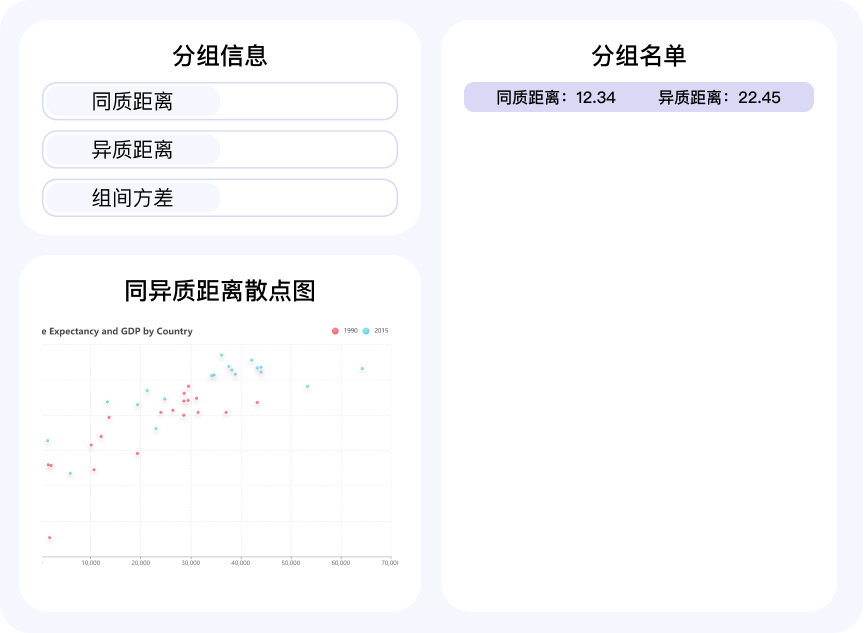 分组信息
同质距离
异质距离
组间方差
同异质距离散点图
e Expectancy and GDP by Country
1990 2015
10,000 20,000 30,000 40,000 50,000 60,000 70,00
分组名单
同质距离：12.34 异质距离：22.45